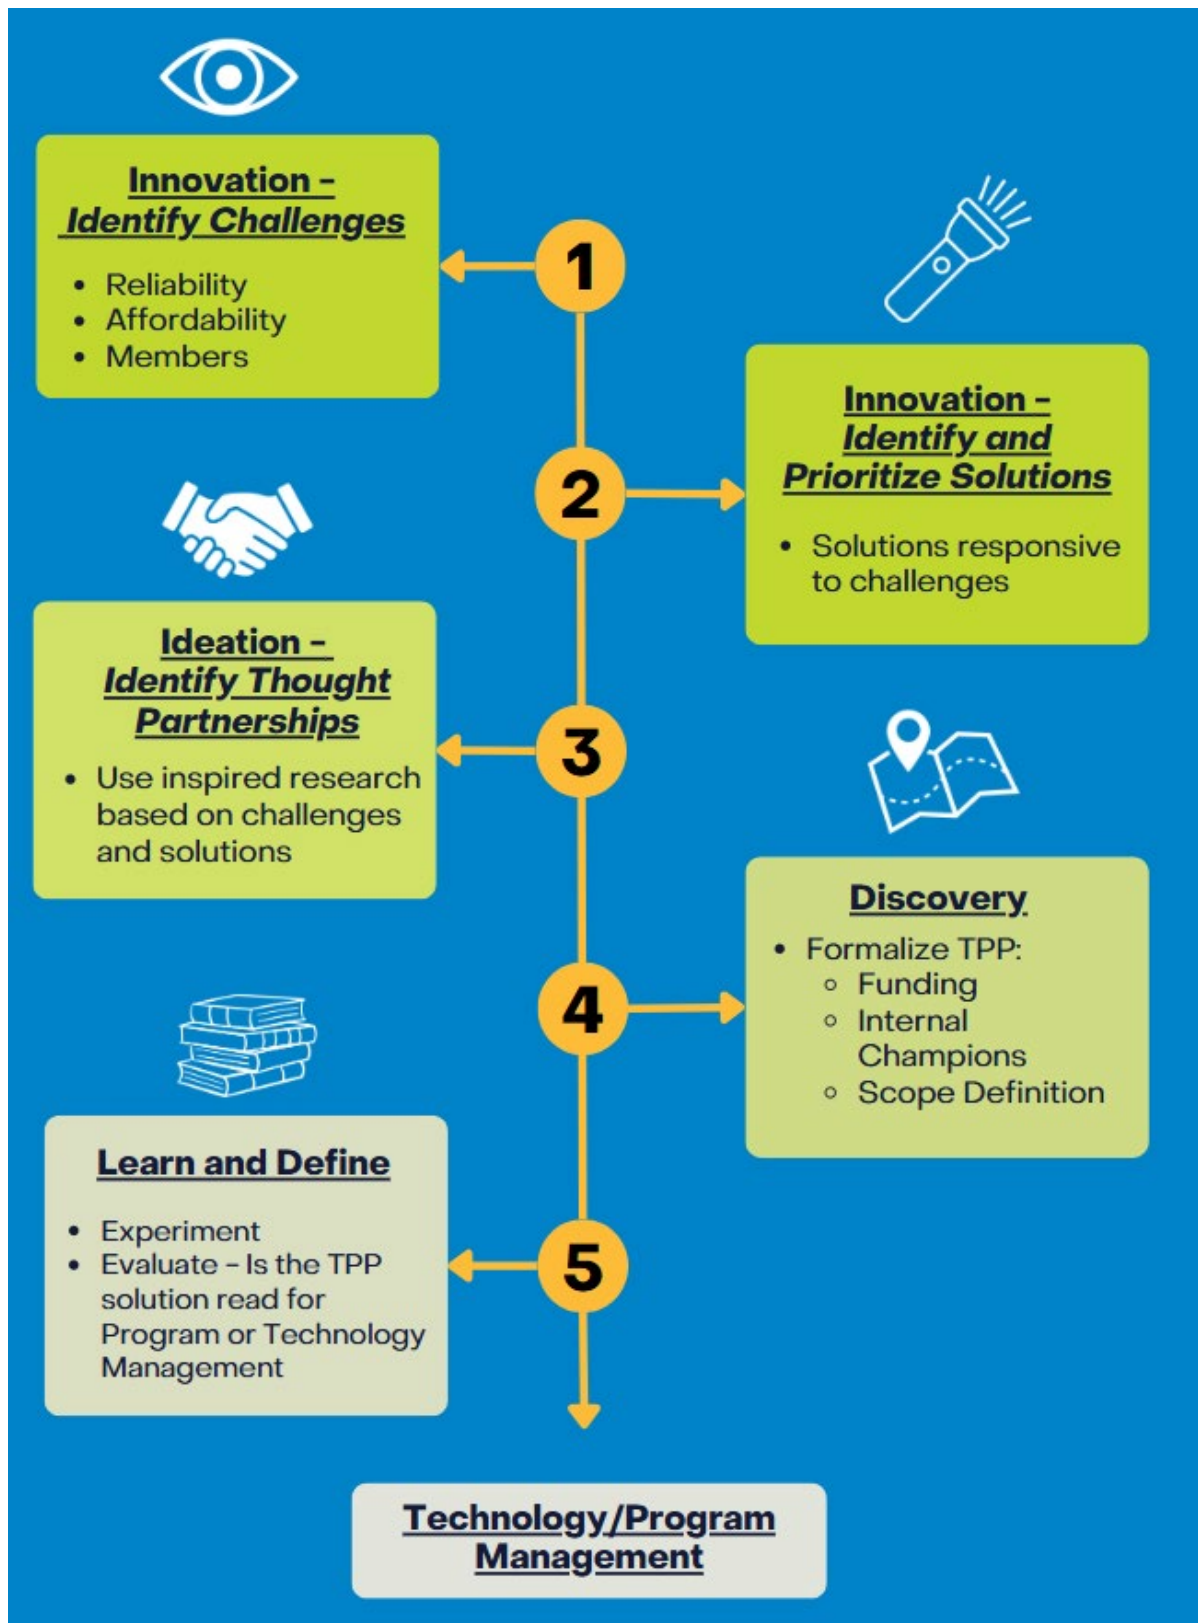 Innovation -
Identify Challenges
• Reliability
• Affordability
• Members
1
2
Innovation -
Identify and
Prioritize Solutions
• Solutions responsive
to challenges
Ideation -
Identify Thought
Partnerships
• Use inspired research
based on challenges
and solutions
3
4
Discovery
• Formalize TPP:
◦ Funding
◦ Internal
Champions
◦ Scope Definition
Learn and Define
• Experiment
• Evaluate - Is the TPP
solution read for
Program or Technology
Management
5
Technology/Program
Management